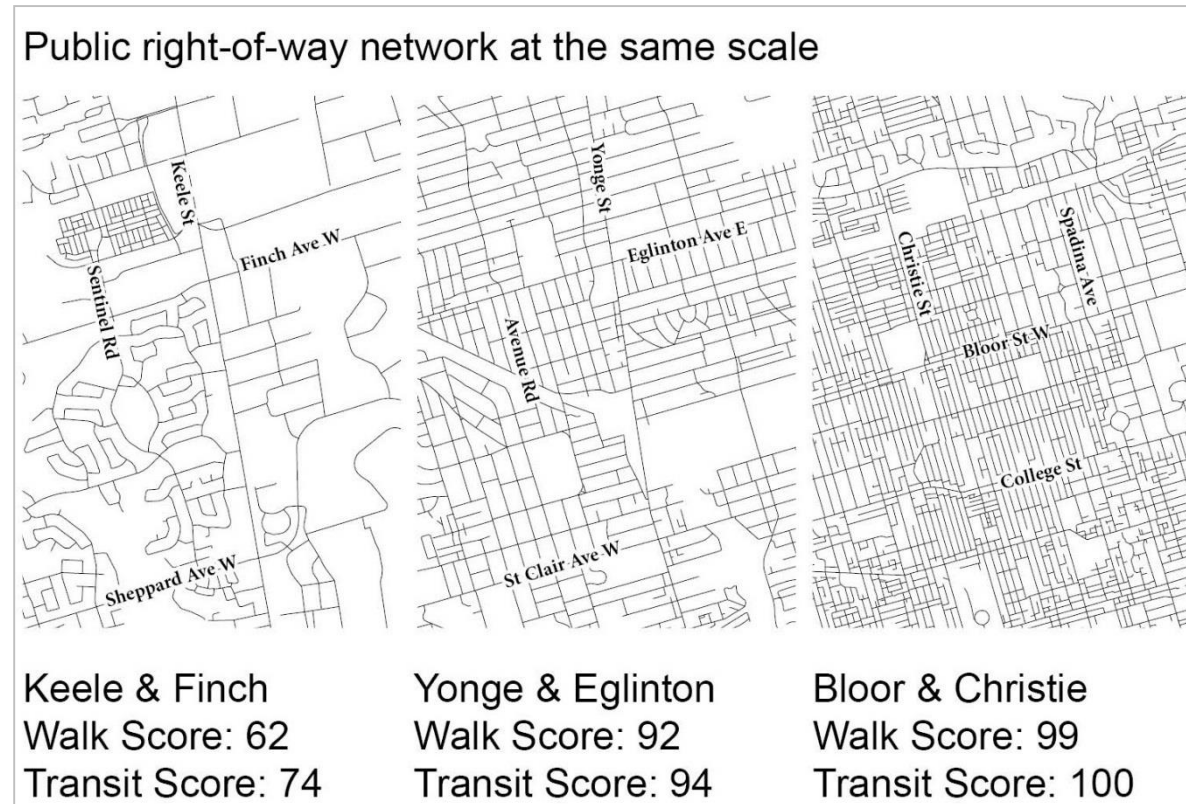 Public right-of-way network at the same scale
Keele St
Finch Ave W
Sentinel Rd
Sheppard Ave W
Yonge St
Eglinton Ave E
Avenue Rd
St Clair Ave W
Spadina Ave
Christie St
Bloor St W
College St
Keele & Finch
Walk Score: 62
Transit Score: 74
Yonge & Eglinton
Walk Score: 92
Transit Score: 94
Bloor & Christie
Walk Score: 99
Transit Score: 100